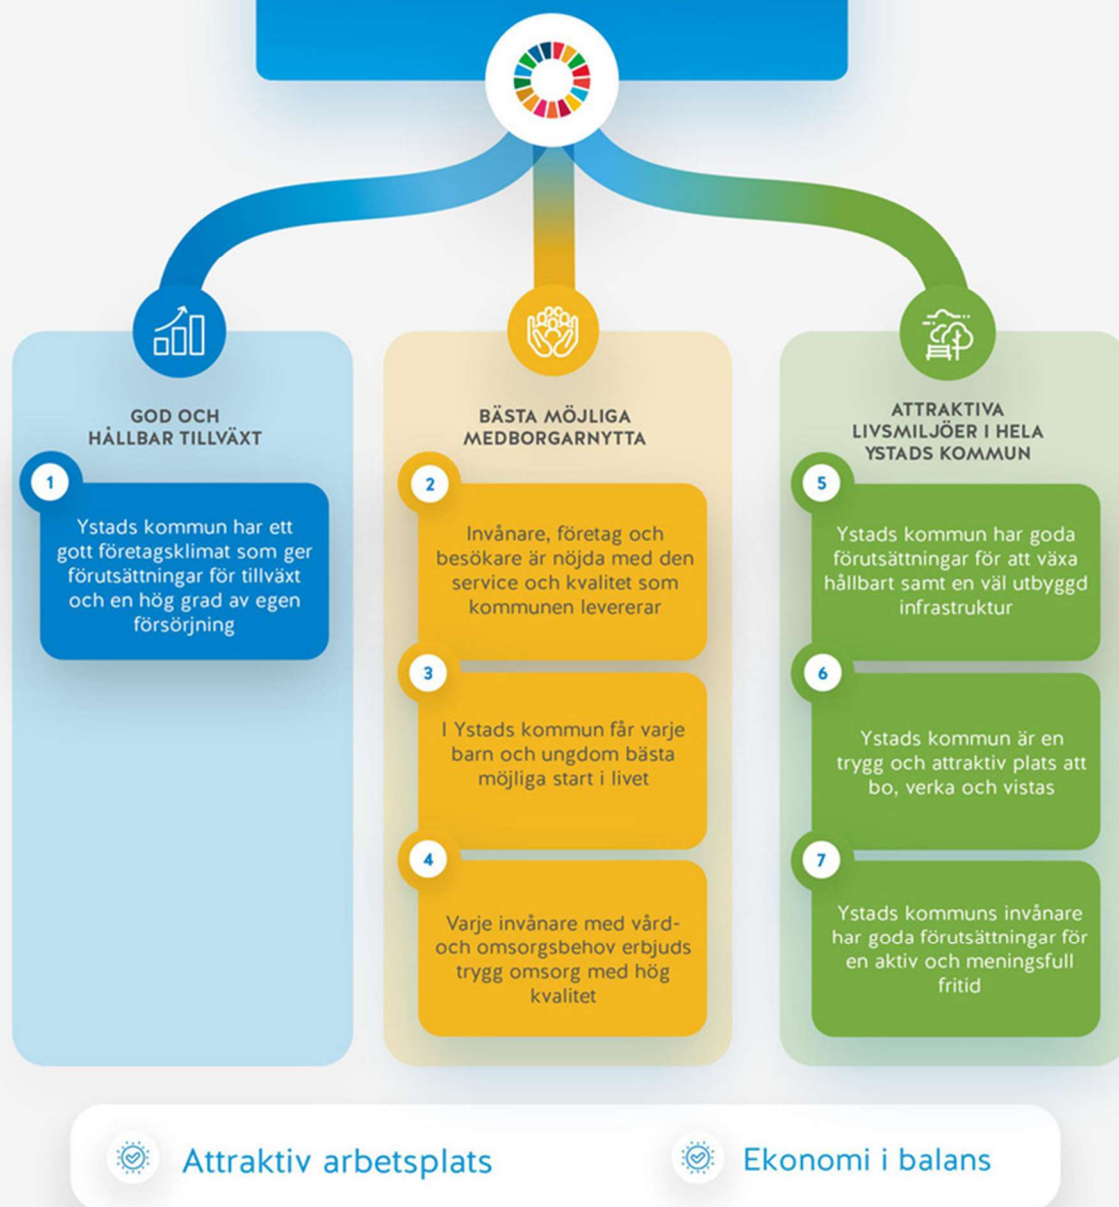 GOD OCH
HÅLLBAR TILLVÄXT
1
Ystads kommun har ett
gott företagsklimat som ger
förutsättningar för tillväxt
och en hög grad av egen
försörjning
BÄSTA MÖJLIGA
MEDBORGARNYTTA
2
Invånare, företag och
besökare är nöjda med den
service och kvalitet som
kommunen levererar
3
I Ystads kommun får varje
barn och ungdom bästa
möjliga start i livet
4
Varje invånare med vård-
och omsorgsbehov erbjuds
trygg omsorg med hög
kvalitet
ATTRAKTIVA
LIVSMILJÖER I HELA
YSTADS KOMMUN
5
Ystads kommun har goda
förutsättningar för att växa
hållbart samt en väl utbyggd
infrastruktur
6
Ystads kommun är en
trygg och attraktiv plats att
bo, verka och vistas
7
Ystads kommuns invånare
har goda förutsättningar för
en aktiv och meningsfull
fritid
Attraktiv arbetsplats
Ekonomi i balans